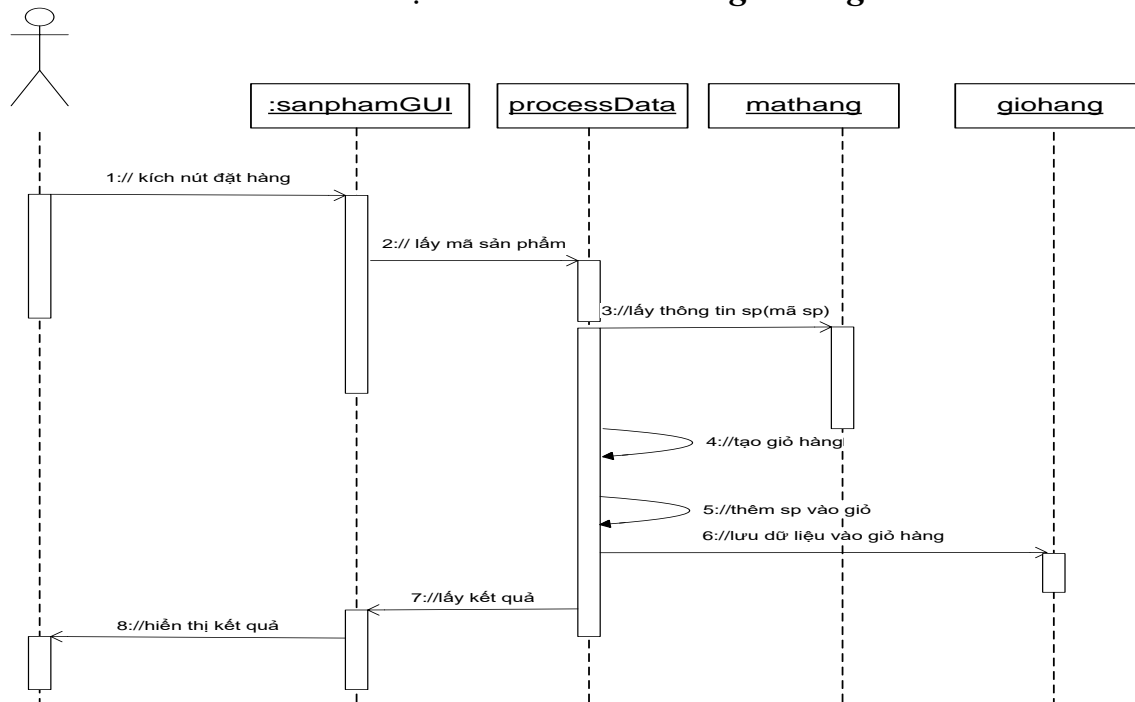 :sanphamGUI
processData
mathang
giohang
1:// kích nút đặt hàng
2:// lấy mã sản phẩm
3://lấy thông tin sp(mã sp)
4://tạo giỏ hàng
5://thêm sp vào giỏ
6://lưu dữ liệu vào giỏ hàng
7://lấy kết quả
8://hiển thị kết quả